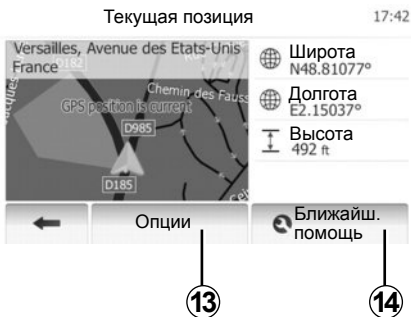 Текущая позиция
17:42
Versailles, Avenue des Etats-Unis
France
D182
GPS position is current
Chemin des Fauss
D985
D185
Широта
N48.81077°
Долгота
E2.15037°
Высота
492 ft
Опции
Ближайш.
помощь
13
14